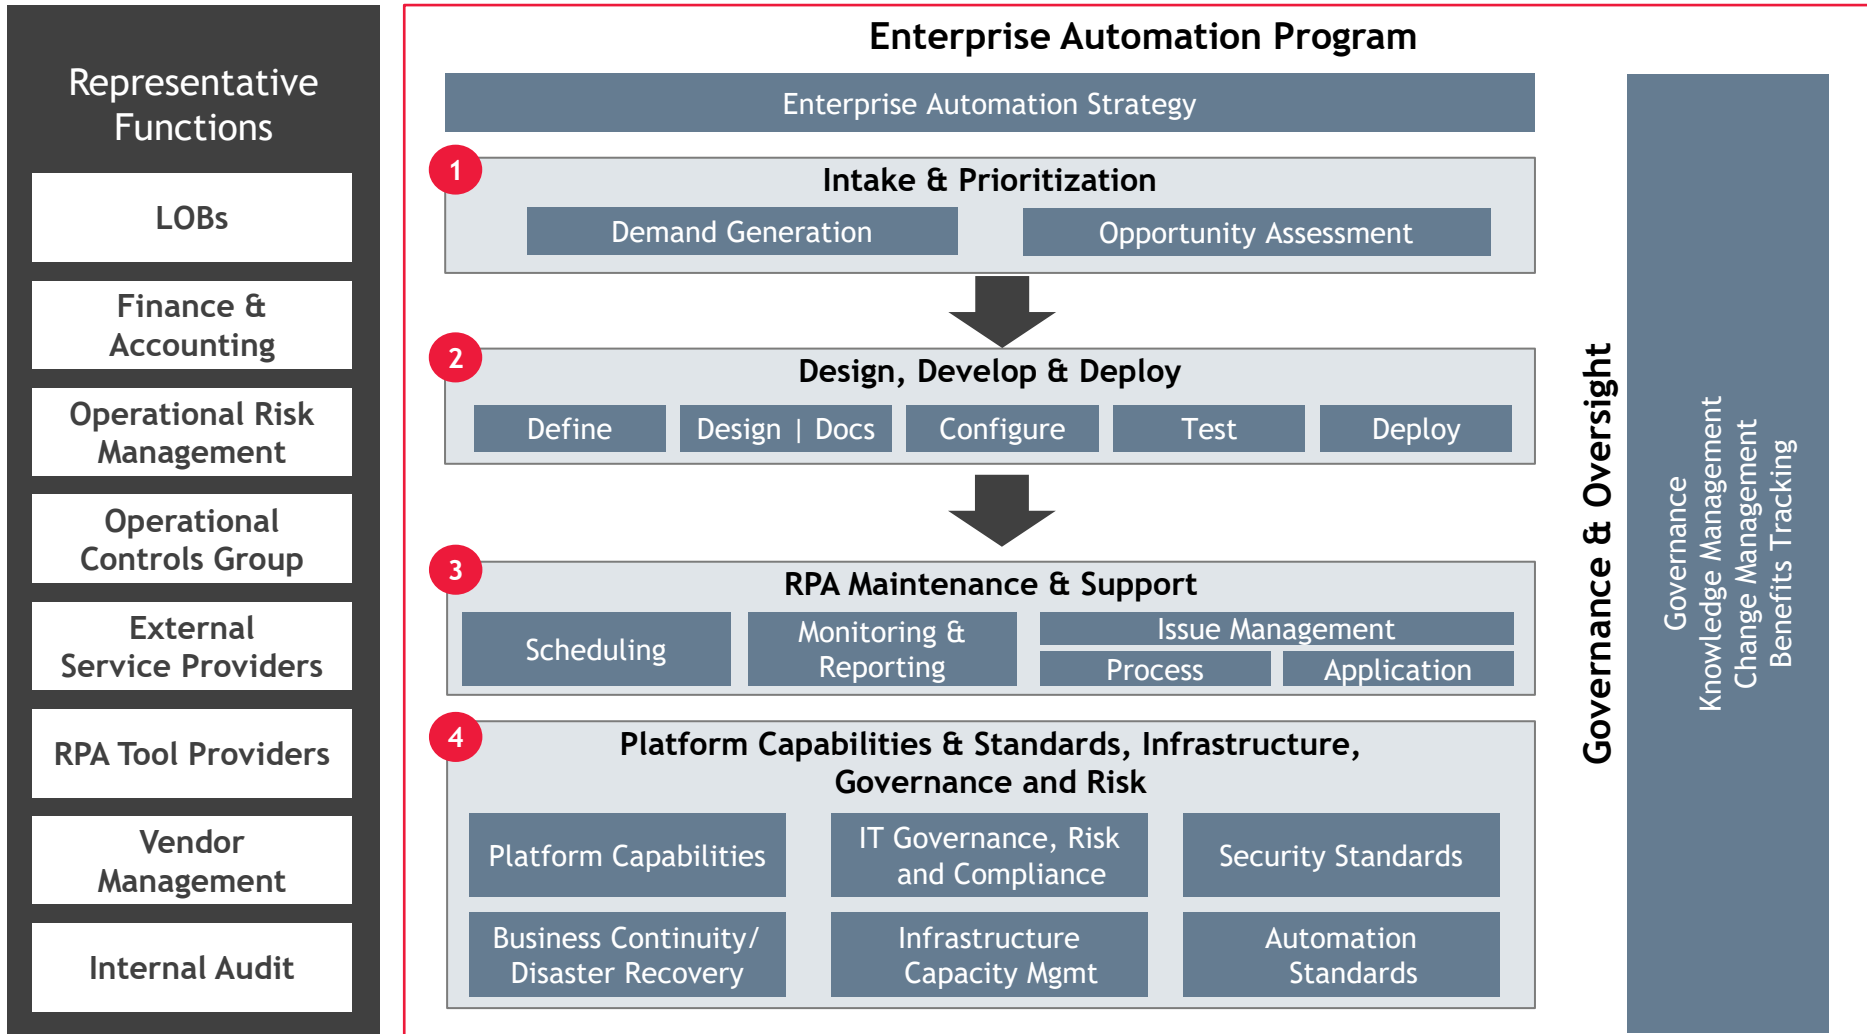 Representative
Functions
LOBs
Finance &
Accounting
Operational Risk
Management
Operational
Controls Group
External
Service Providers
RPA Tool Providers
Vendor
Management
Internal Audit
Enterprise Automation Program
Enterprise Automation Strategy
1
Intake & Prioritization
Demand Generation
Opportunity Assessment
2
Design, Develop & Deploy
Define
Design | Docs
Configure
Test
Deploy
3
RPA Maintenance & Support
Scheduling
Monitoring &
Reporting
Issue Management
Process
Application
4
Platform Capabilities & Standards, Infrastructure,
Governance and Risk
Platform Capabilities
IT Governance, Risk
and Compliance
Security Standards
Business Continuity/
Disaster Recovery
Infrastructure
Capacity Mgmt
Automation
Standards
Governance & Oversight
Governance
Knowledge Management
Change Management
Benefits Tracking